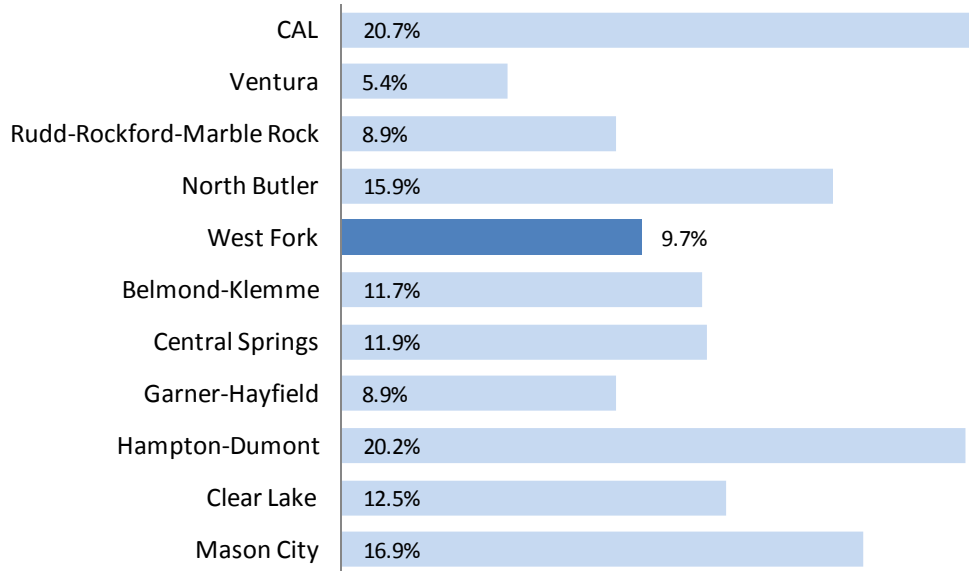 CAL 20.7%
Ventura 5.4%
Rudd-Rockford-Marble Rock 8.9%
North Butler 15.9%
West Fork 9.7%
Belmond-Klemme 11.7%
Central Springs 11.9%
Garner-Hayfield 8.9%
Hampton-Dumont 20.2%
Clear Lake 12.5%
Mason City 16.9%